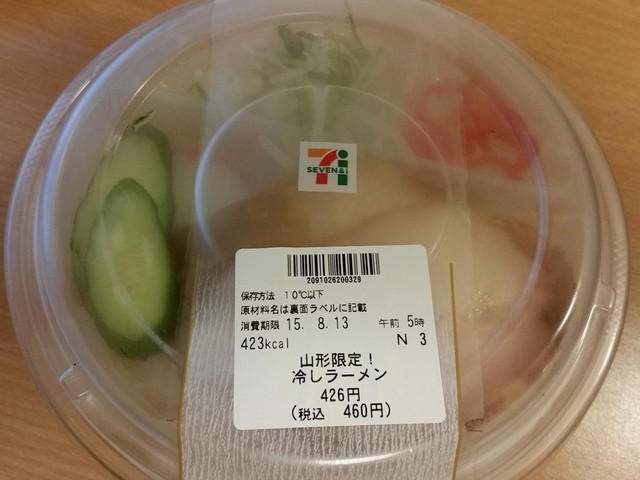 7i
SEVEN&i
2091026200329
保存方法 10℃以下
原材料名は裏面ラベルに記載
消費期限 15. 8.13 午前 5時
423kcal N 3
山形限定！
冷しラーメン
426円
(税込 460円)